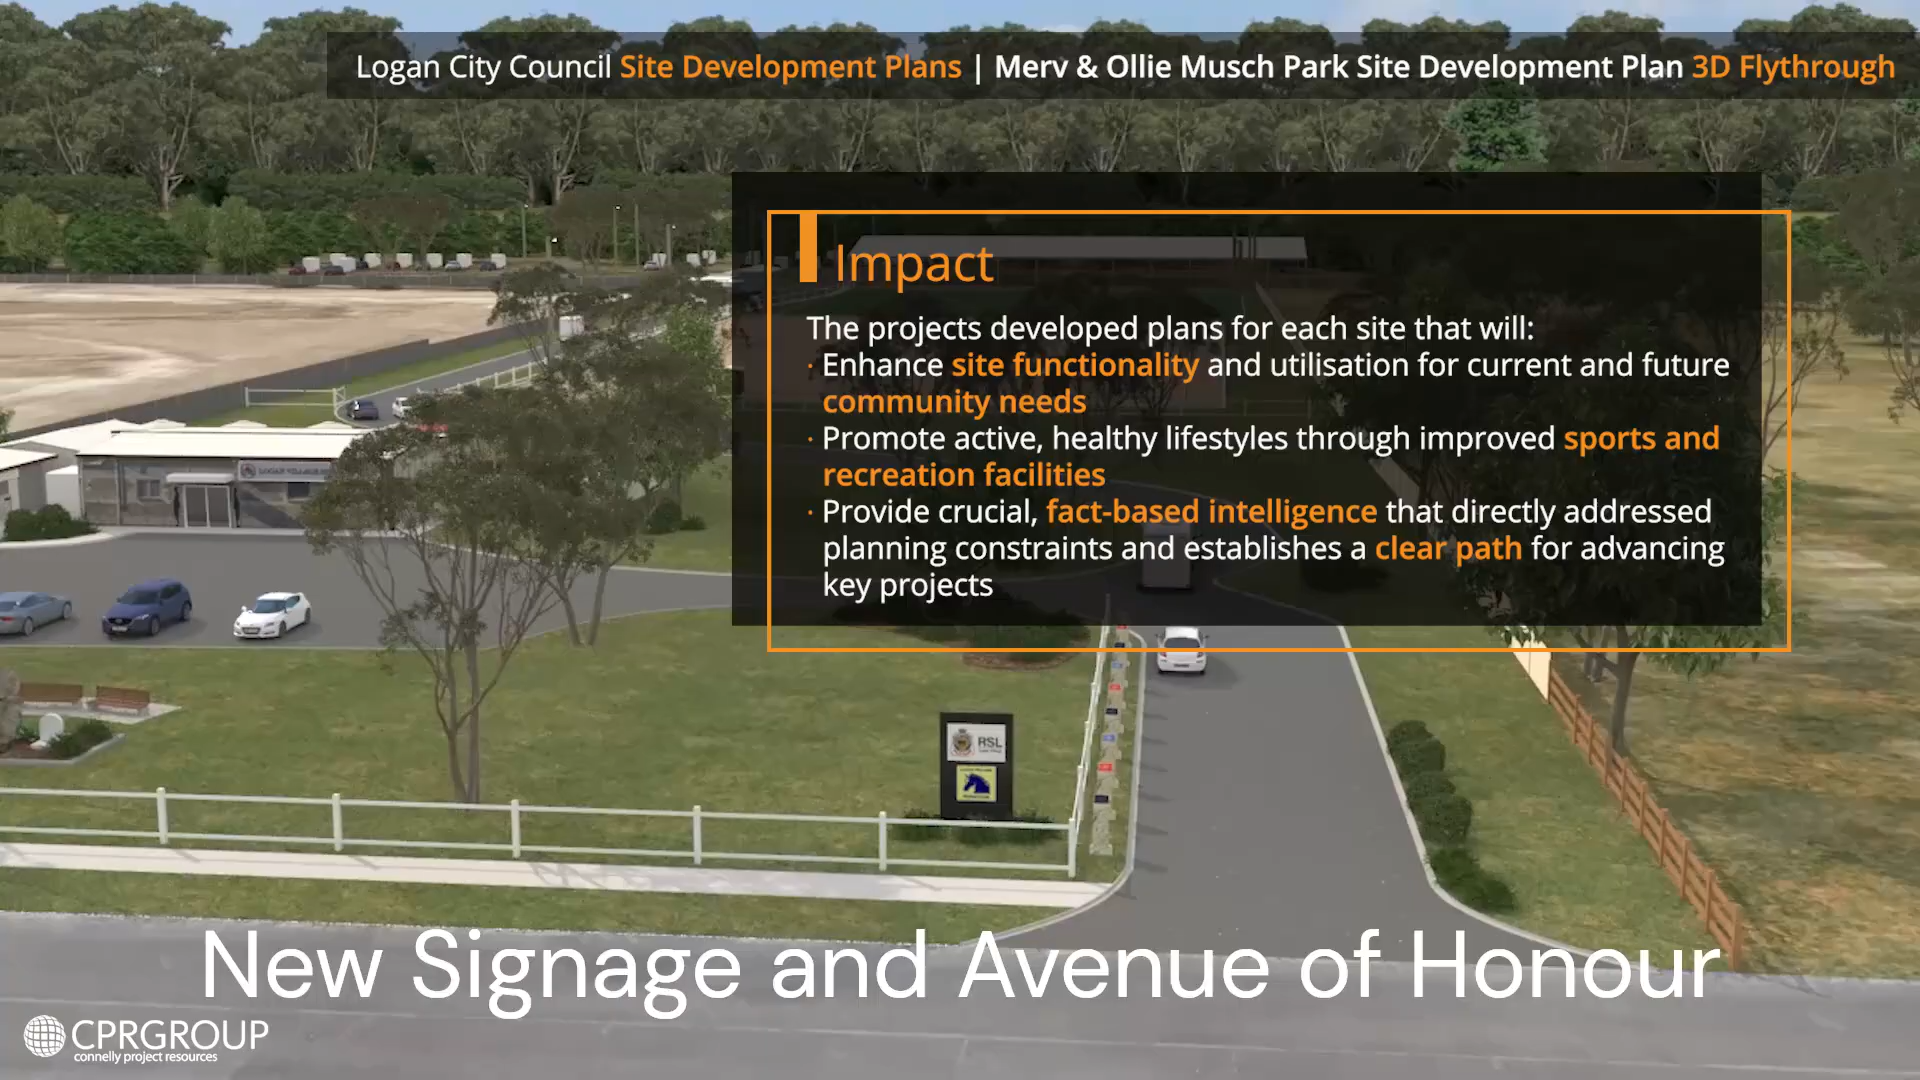 Logan City Council Site Development Plans | Merv & Ollie Musch Park Site Development Plan 3D Flythrough
Impact
The projects developed plans for each site that will:
· Enhance site functionality and utilisation for current and future
community needs
· Promote active, healthy lifestyles through improved sports and
recreation facilities
· Provide crucial, fact-based intelligence that directly addressed
planning constraints and establishes a clear path for advancing
key projects
LOGAN VILLAGE
RSL
New Signage and Avenue of Honour
CPRGROUP
connelly project resources